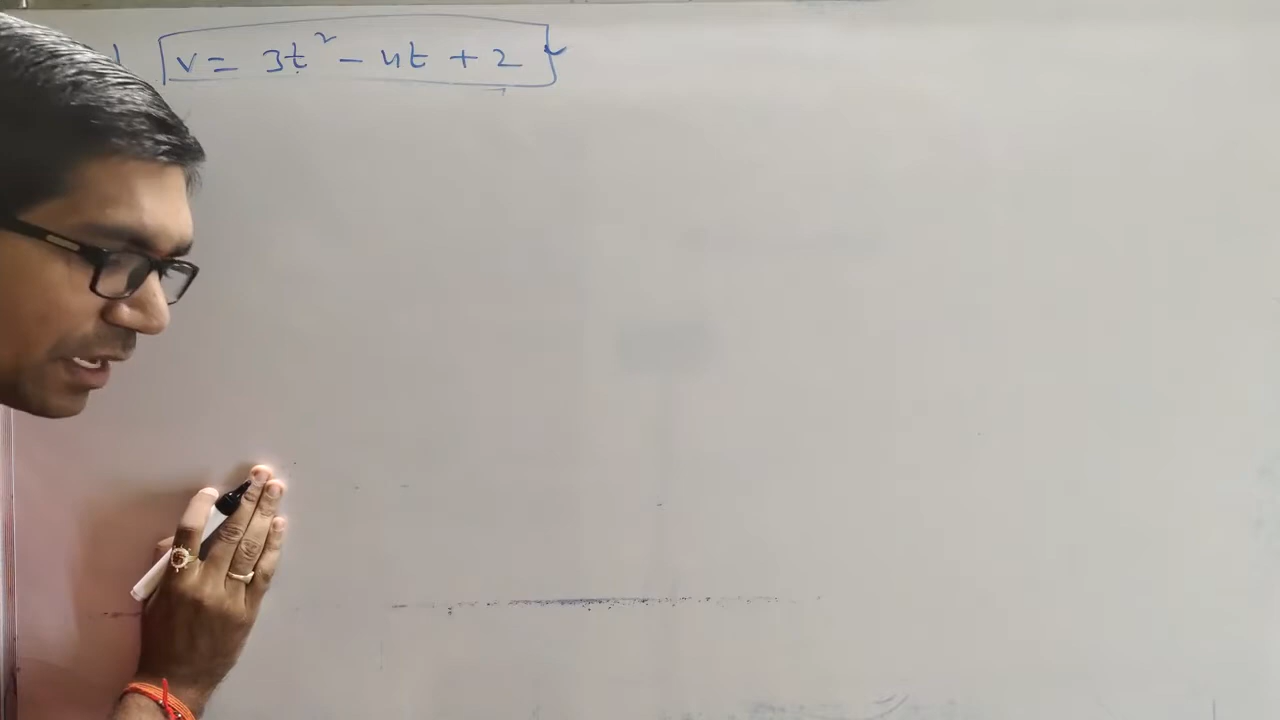 v = 3t² - 4t + 2